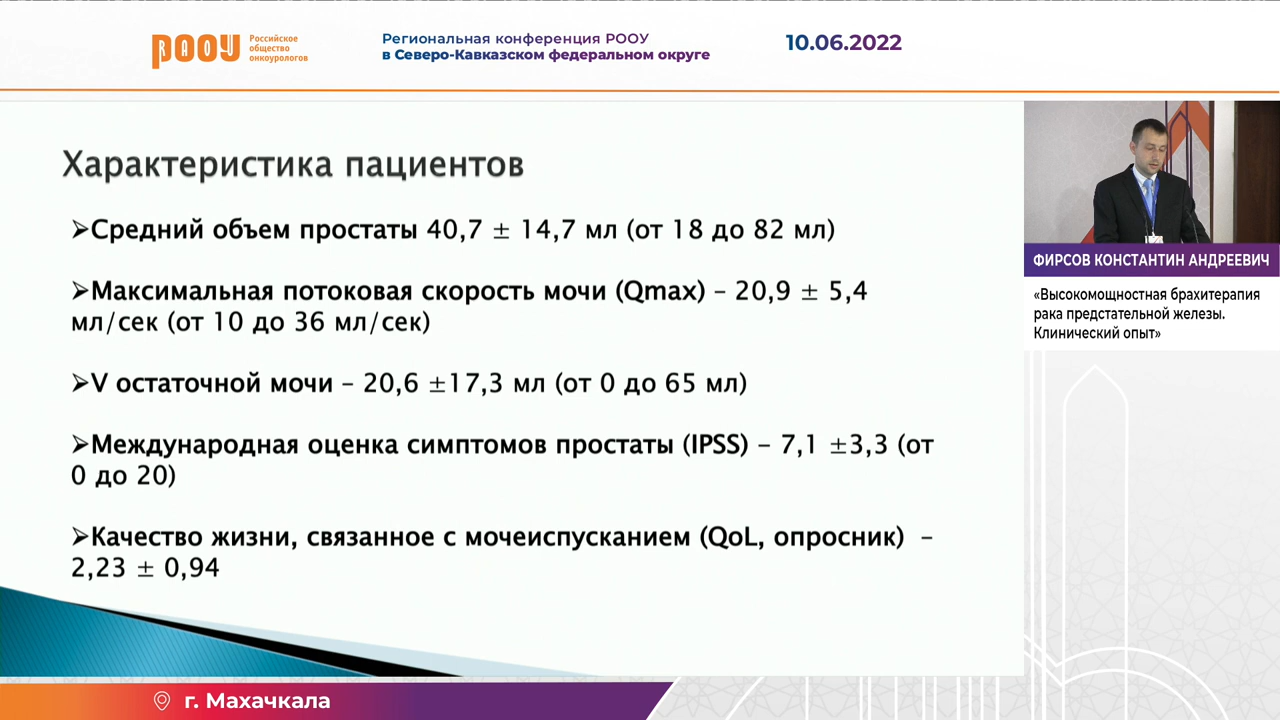 РООУ
Российское
общество
онкоурологов
Региональная конференция РООУ
в Северо-Кавказском федеральном округе
10.06.2022
Характеристика пациентов
➢Средний объем простаты 40,7 ± 14,7 мл (от 18 до 82 мл)
➢Максимальная потоковая скорость мочи (Qmax) – 20,9 ± 5,4
мл/сек (от 10 до 36 мл/сек)
➢V остаточной мочи – 20,6 ±17,3 мл (от 0 до 65 мл)
➢Международная оценка симптомов простаты (IPSS) – 7,1 ±3,3 (от
0 до 20)
➢Качество жизни, связанное с мочеиспусканием (QoL, опросник) –
2,23 ± 0,94
ФИРСОВ КОНСТАНТИН АНДРЕЕВИЧ
«Высокомощностная брахитерапия
рака предстательной железы.
Клинический опыт»
г. Махачкала